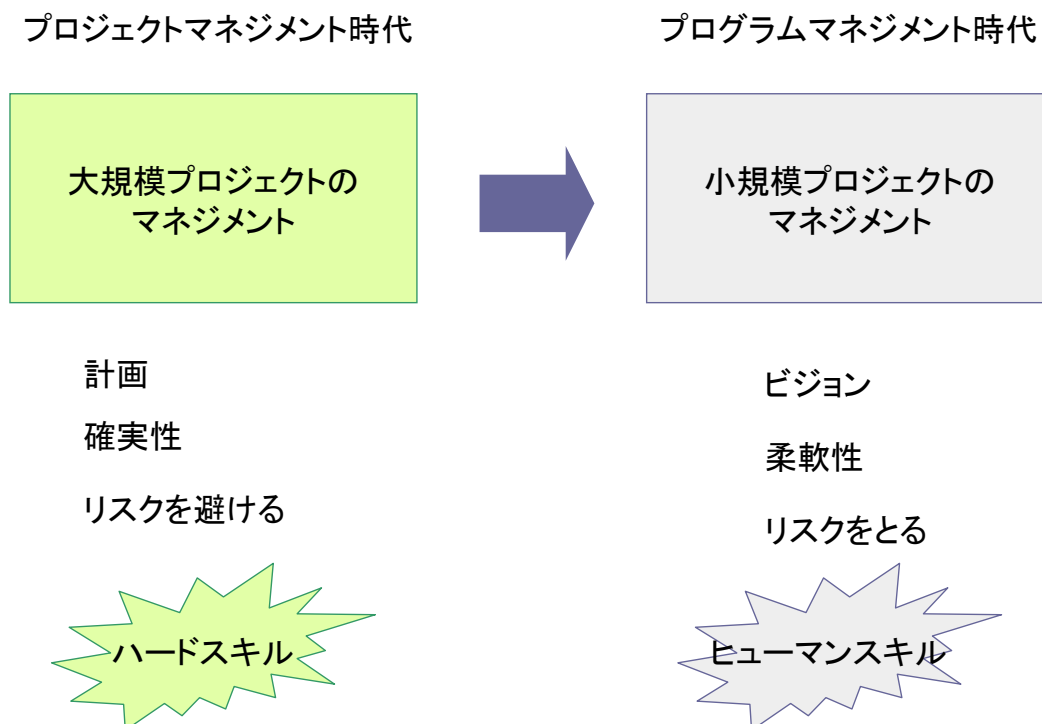 プロジェクトマネジメント時代
プログラムマネジメント時代
大規模プロジェクトの
マネジメント
小規模プロジェクトの
マネジメント
計画
確実性
リスクを避ける
ビジョン
柔軟性
リスクをとる
ハードスキル
ヒューマンスキル